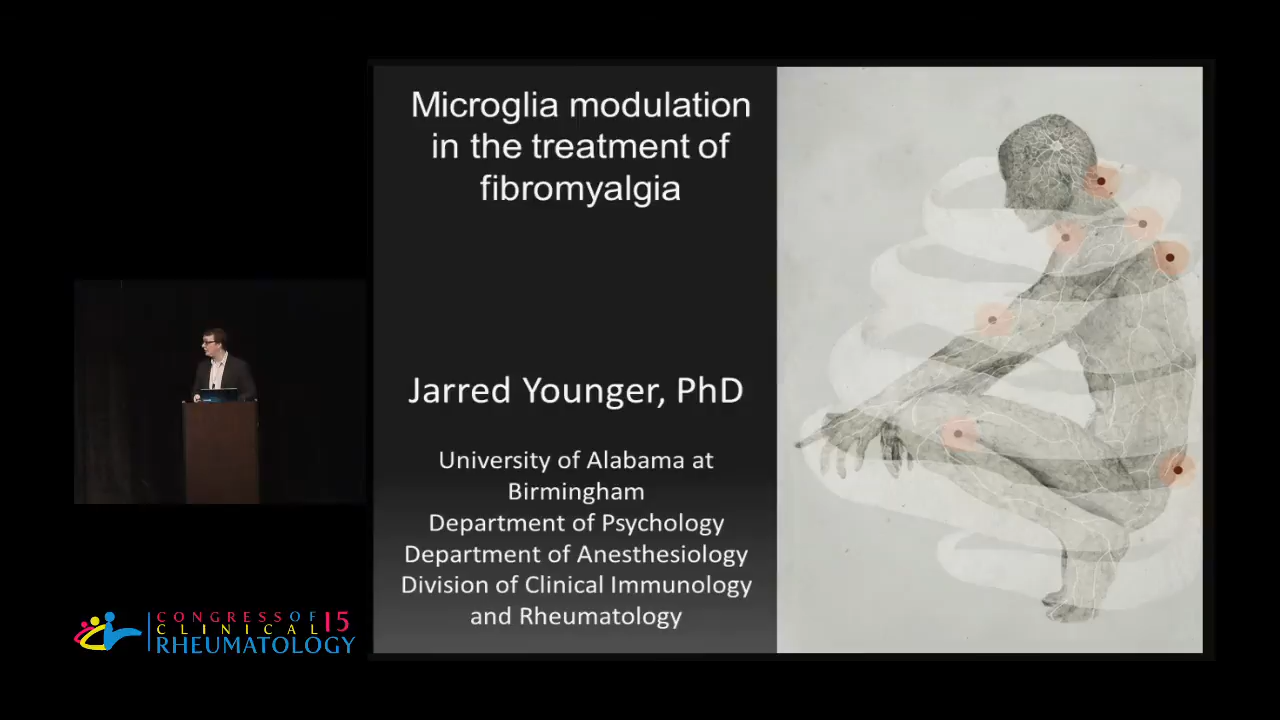 Microglia modulation
in the treatment of
fibromyalgia
Jarred Younger, PhD
University of Alabama at
Birmingham
Department of Psychology
Department of Anesthesiology
Division of Clinical Immunology
and Rheumatology
CONGRESS OF 15
CLINICAL
RHEUMATOLOGY